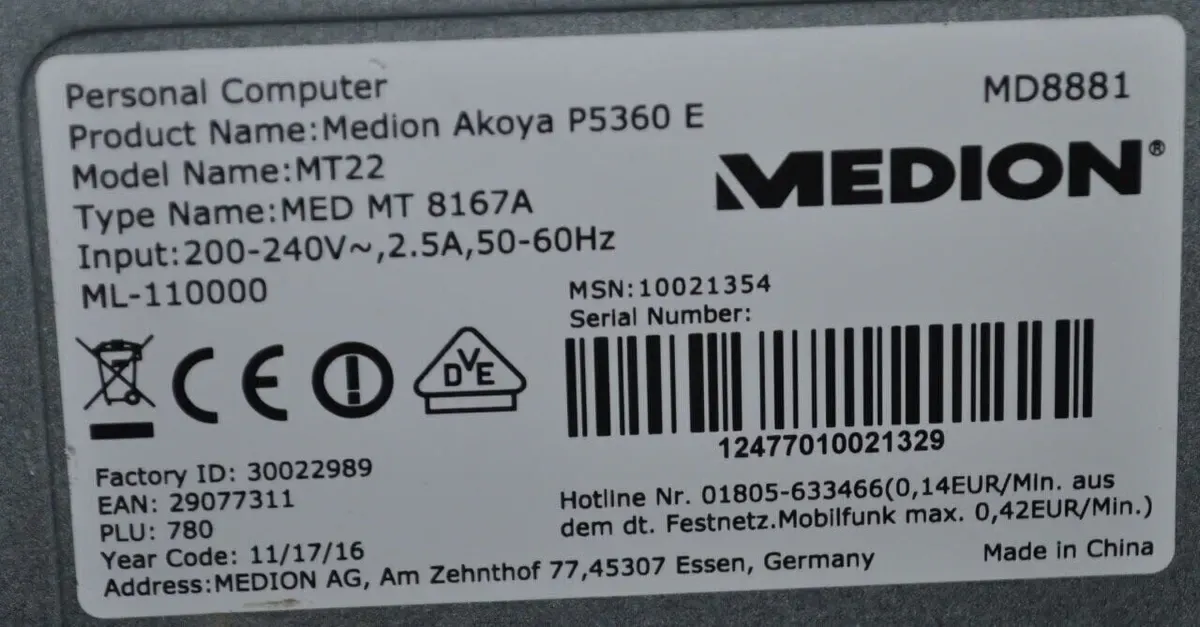 Personal Computer
MD8881
Product Name:Medion Akoya P5360 E
Model Name:MT22
MEDION®
Type Name:MED MT 8167A
Input:200-240V~,2.5A,50-60Hz
ML-110000
MSN:10021354
Serial Number:
CE
DVE
12477010021329
Factory ID: 30022989
EAN: 29077311
PLU: 780
Year Code: 11/17/16
Hotline Nr. 01805-633466(0,14EUR/Min. aus
dem dt. Festnetz.Mobilfunk max. 0,42EUR/Min.)
Address:MEDION AG, Am Zehnthof 77,45307 Essen, Germany
Made in China